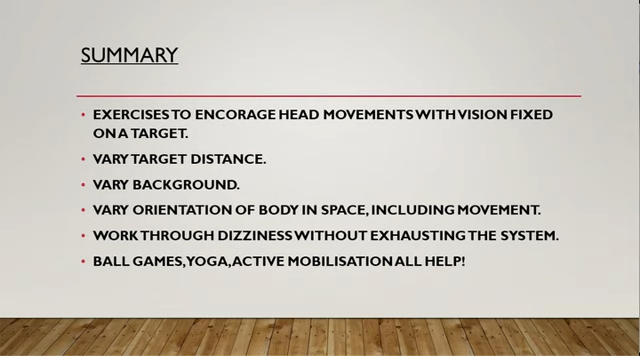 SUMMARY
EXERCISES TO ENCORAGE HEAD MOVEMENTS WITH VISION FIXED
ON A TARGET.
VARY TARGET DISTANCE.
VARY BACKGROUND.
VARY ORIENTATION OF BODY IN SPACE, INCLUDING MOVEMENT.
WORK THROUGH DIZZINESS WITHOUT EXHAUSTING THE SYSTEM.
BALL GAMES, YOGA, ACTIVE MOBILISATION ALL HELP!